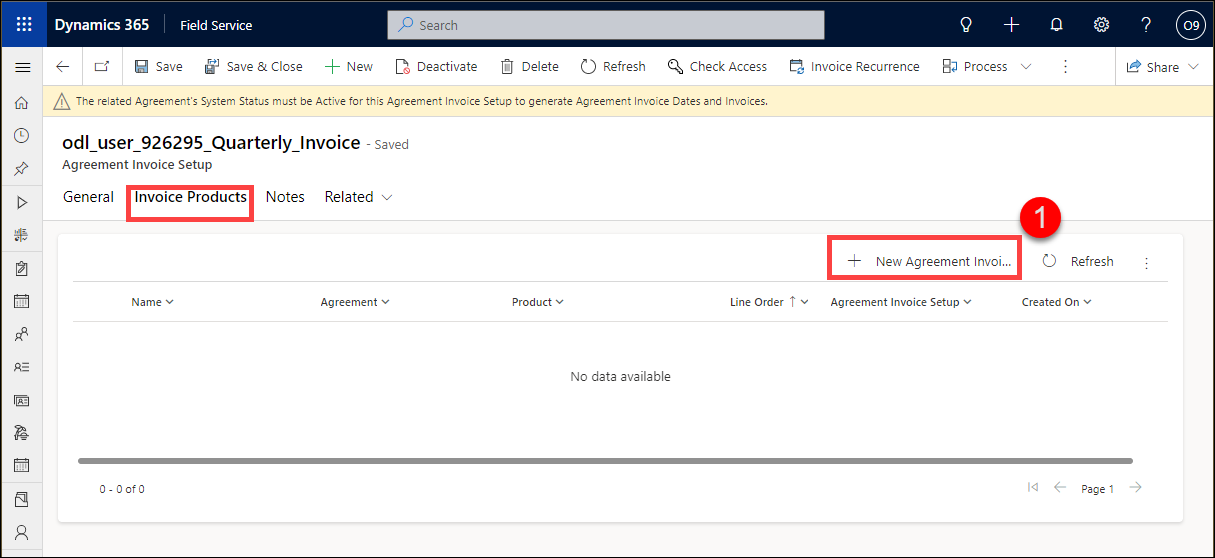 Dynamics 365 Field Service Search O9
Save Save & Close New Deactivate Delete Refresh Check Access Invoice Recurrence Process Share
The related Agreement's System Status must be Active for this Agreement Invoice Setup to generate Agreement Invoice Dates and Invoices.
odl_user_926295_Quarterly_Invoice - Saved
Agreement Invoice Setup
General Invoice Products Notes Related
1
New Agreement Invoi... Refresh
Name Agreement Product Line Order Agreement Invoice Setup Created On
No data available
0 - 0 of 0 Page 1